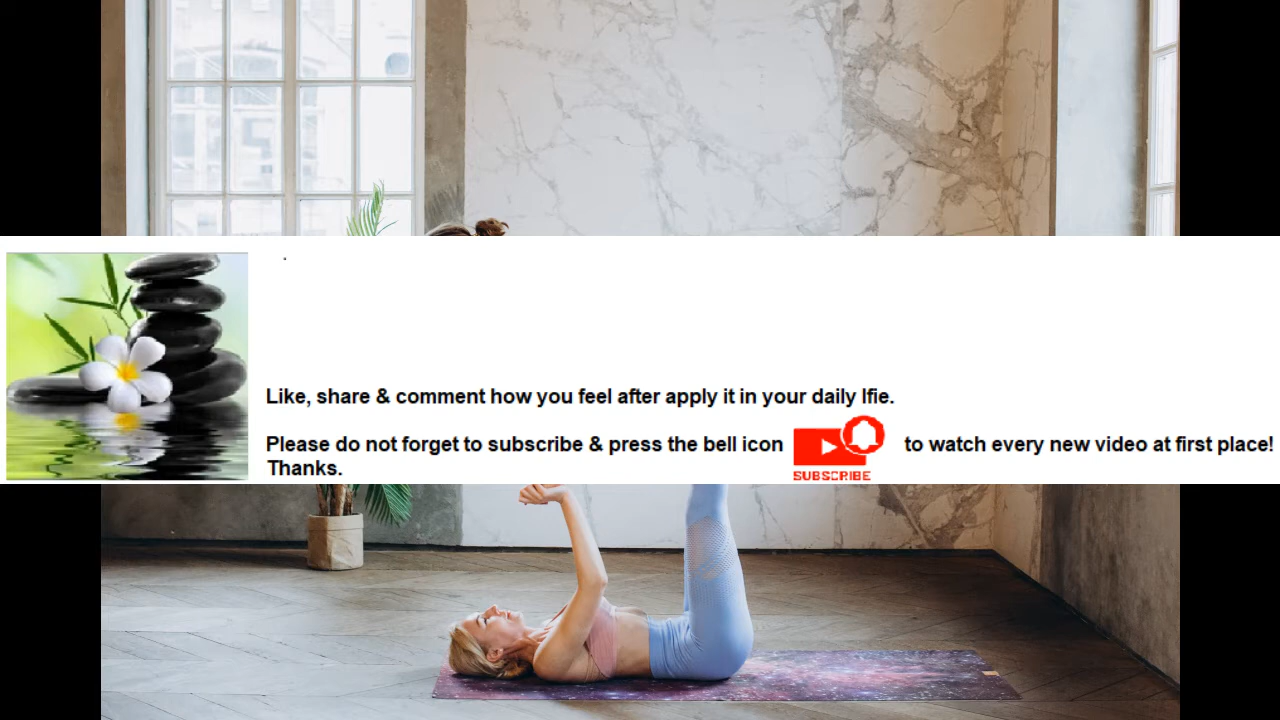 Like, share & comment how you feel after apply it in your daily lfie.
Please do not forget to subscribe & press the bell icon to watch every new video at first place!
SUBSCRIBE
Thanks.